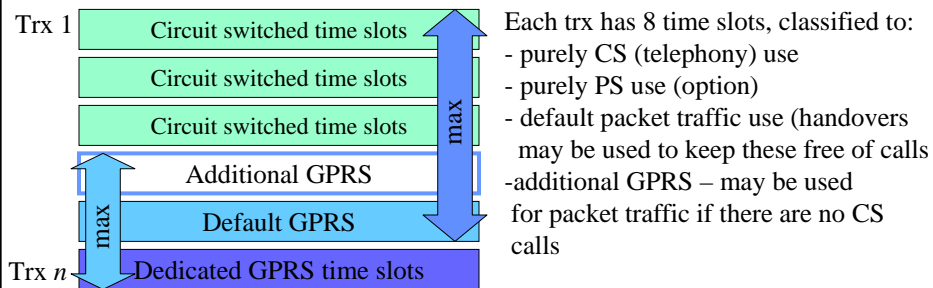 Trx 1
Circuit switched time slots
Circuit switched time slots
Circuit switched time slots
Additional GPRS
Default GPRS
Trx n
Dedicated GPRS time slots
max
max
Each trx has 8 time slots, classified to:
- purely CS (telephony) use
- purely PS use (option)
- default packet traffic use (handovers
may be used to keep these free of calls
-additional GPRS – may be used
for packet traffic if there are no CS
calls